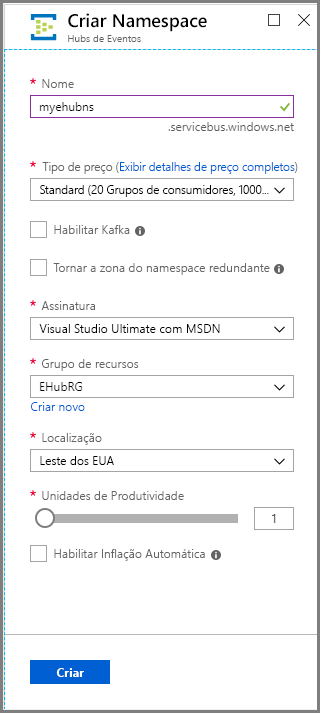 Criar Namespace
Hubs de Eventos
* Nome
myehubns
.servicebus.windows.net
* Tipo de preço (Exibir detalhes de preço completos)
Standard (20 Grupos de consumidores, 1000...
Habilitar Kafka
Tornar a zona do namespace redundante
* Assinatura
Visual Studio Ultimate com MSDN
* Grupo de recursos
EHubRG
Criar novo
* Localização
Leste dos EUA
* Unidades de Produtividade
1
Habilitar Inflação Automática
Criar